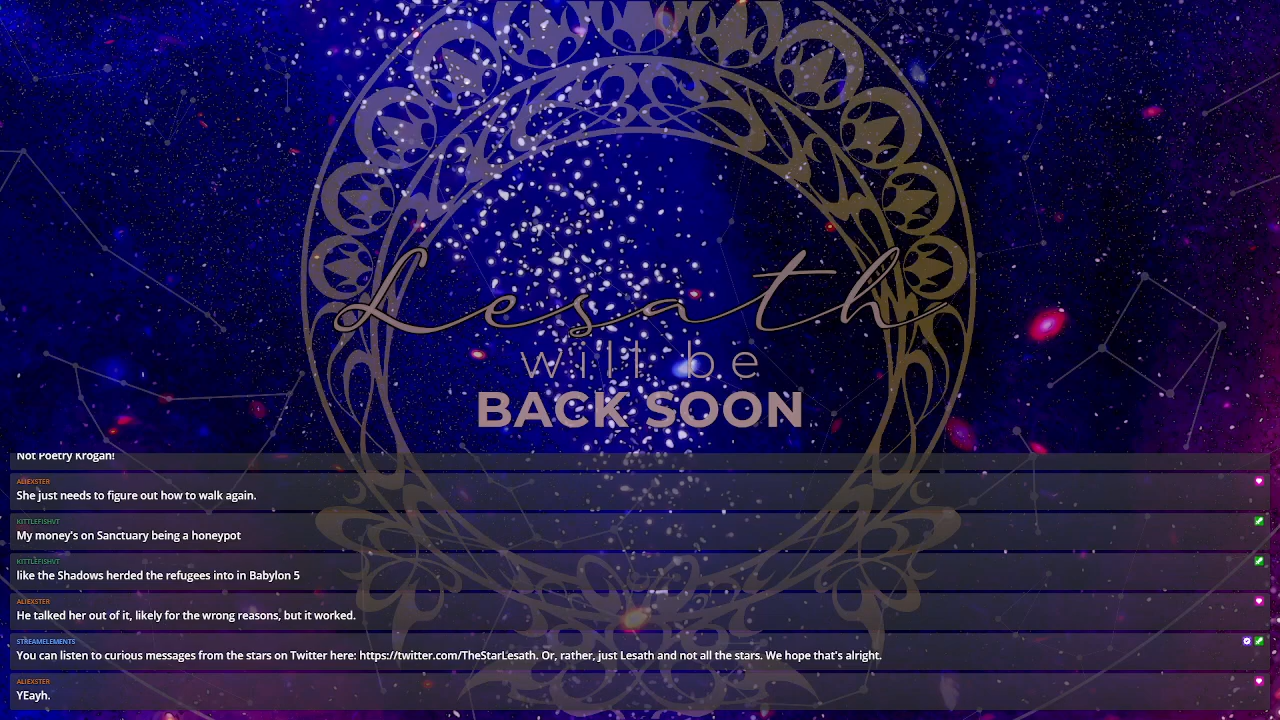 Lesath
will be
BACK SOON
Not Poetry Krogan!
ALIEXSTER
She just needs to figure out how to walk again.
KITTLEFISHVT
My money's on Sanctuary being a honeypot
KITTLEFISHVT
like the Shadows herded the refugees into in Babylon 5
ALIEXSTER
He talked her out of it, likely for the wrong reasons, but it worked.
STREAMELEMENTS
You can listen to curious messages from the stars on Twitter here: https://twitter.com/TheStarLesath. Or, rather, just Lesath and not all the stars. We hope that's alright.
ALIEXSTER
YEayh.